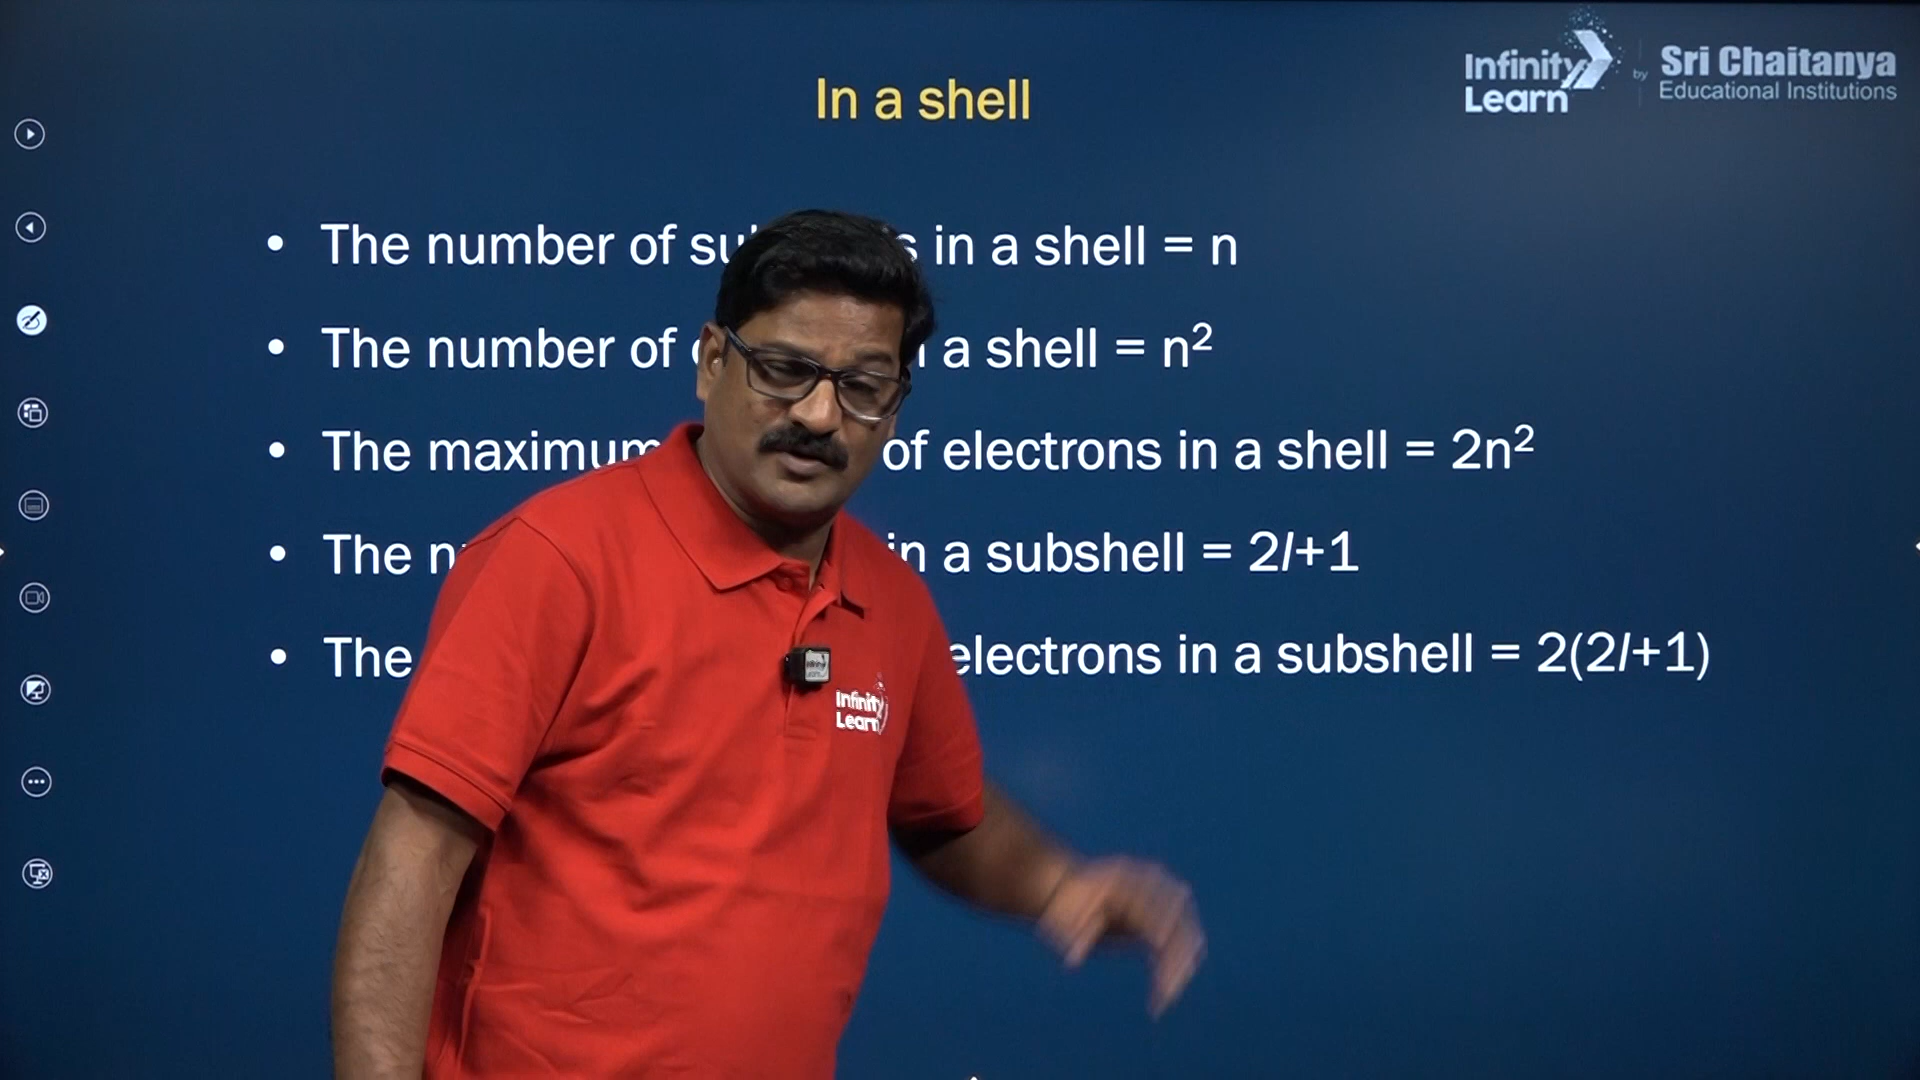 Infinity Learn by Sri Chaitanya Educational Institutions
In a shell
• The number of in a shell = n
• The number of a shell = n²
• The maximum of electrons in a shell = 2n²
• The in a subshell = 2l+1
• The electrons in a subshell = 2(2l+1)
Infinity
Learn